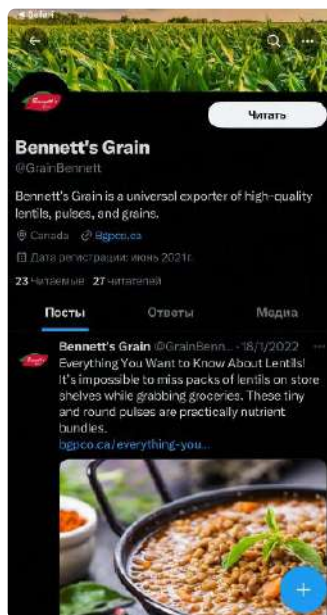 Safari
Bennett's
Читать
Bennett's Grain
@GrainBennett
Bennett's Grain is a universal exporter of high-quality
lentils, pulses, and grains.
Canada Bgpco.ca
Дата регистрации: июнь 2021 г.
23 читаемые 27 читателей
Посты Ответы Медиа
Bennett's Grain @GrainBenn... ·18/1/2022
Everything You Want to Know About Lentils!
It's impossible to miss packs of lentils on store
shelves while grabbing groceries. These tiny
and round pulses are practically nutrient
bundles.
bgpco.ca/everything-you...